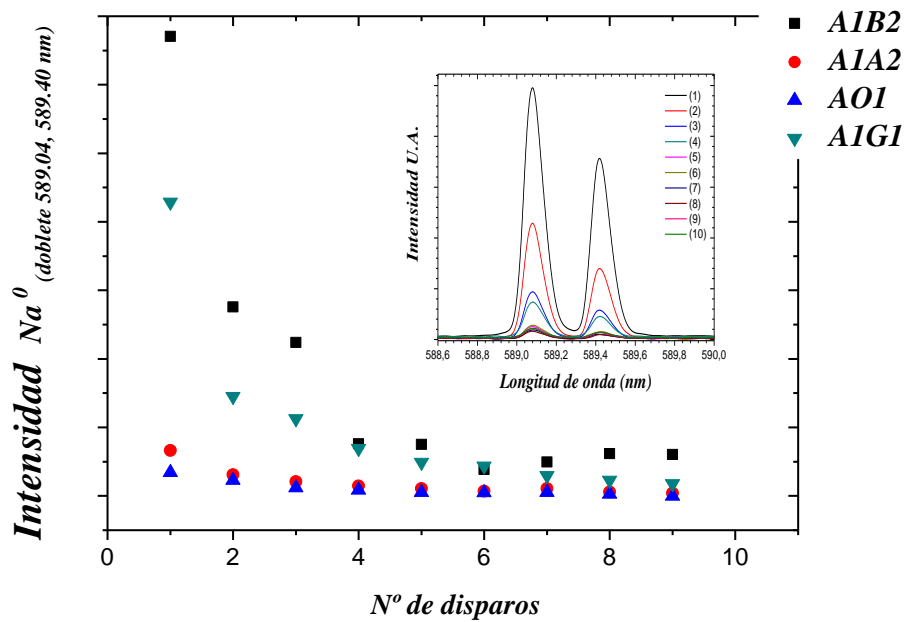 A1B2
A1A2
AO1
A1G1
Intensidad Na⁰ (doblete 589.04, 589.40 nm)
Intensidad U.A.
(1)
(2)
(3)
(4)
(5)
(6)
(7)
(8)
(9)
(10)
588,6 588,8 589,0 589,2 589,4 589,6 589,8 590,0
Longitud de onda (nm)
0 2 4 6 8 10
Nº de disparos